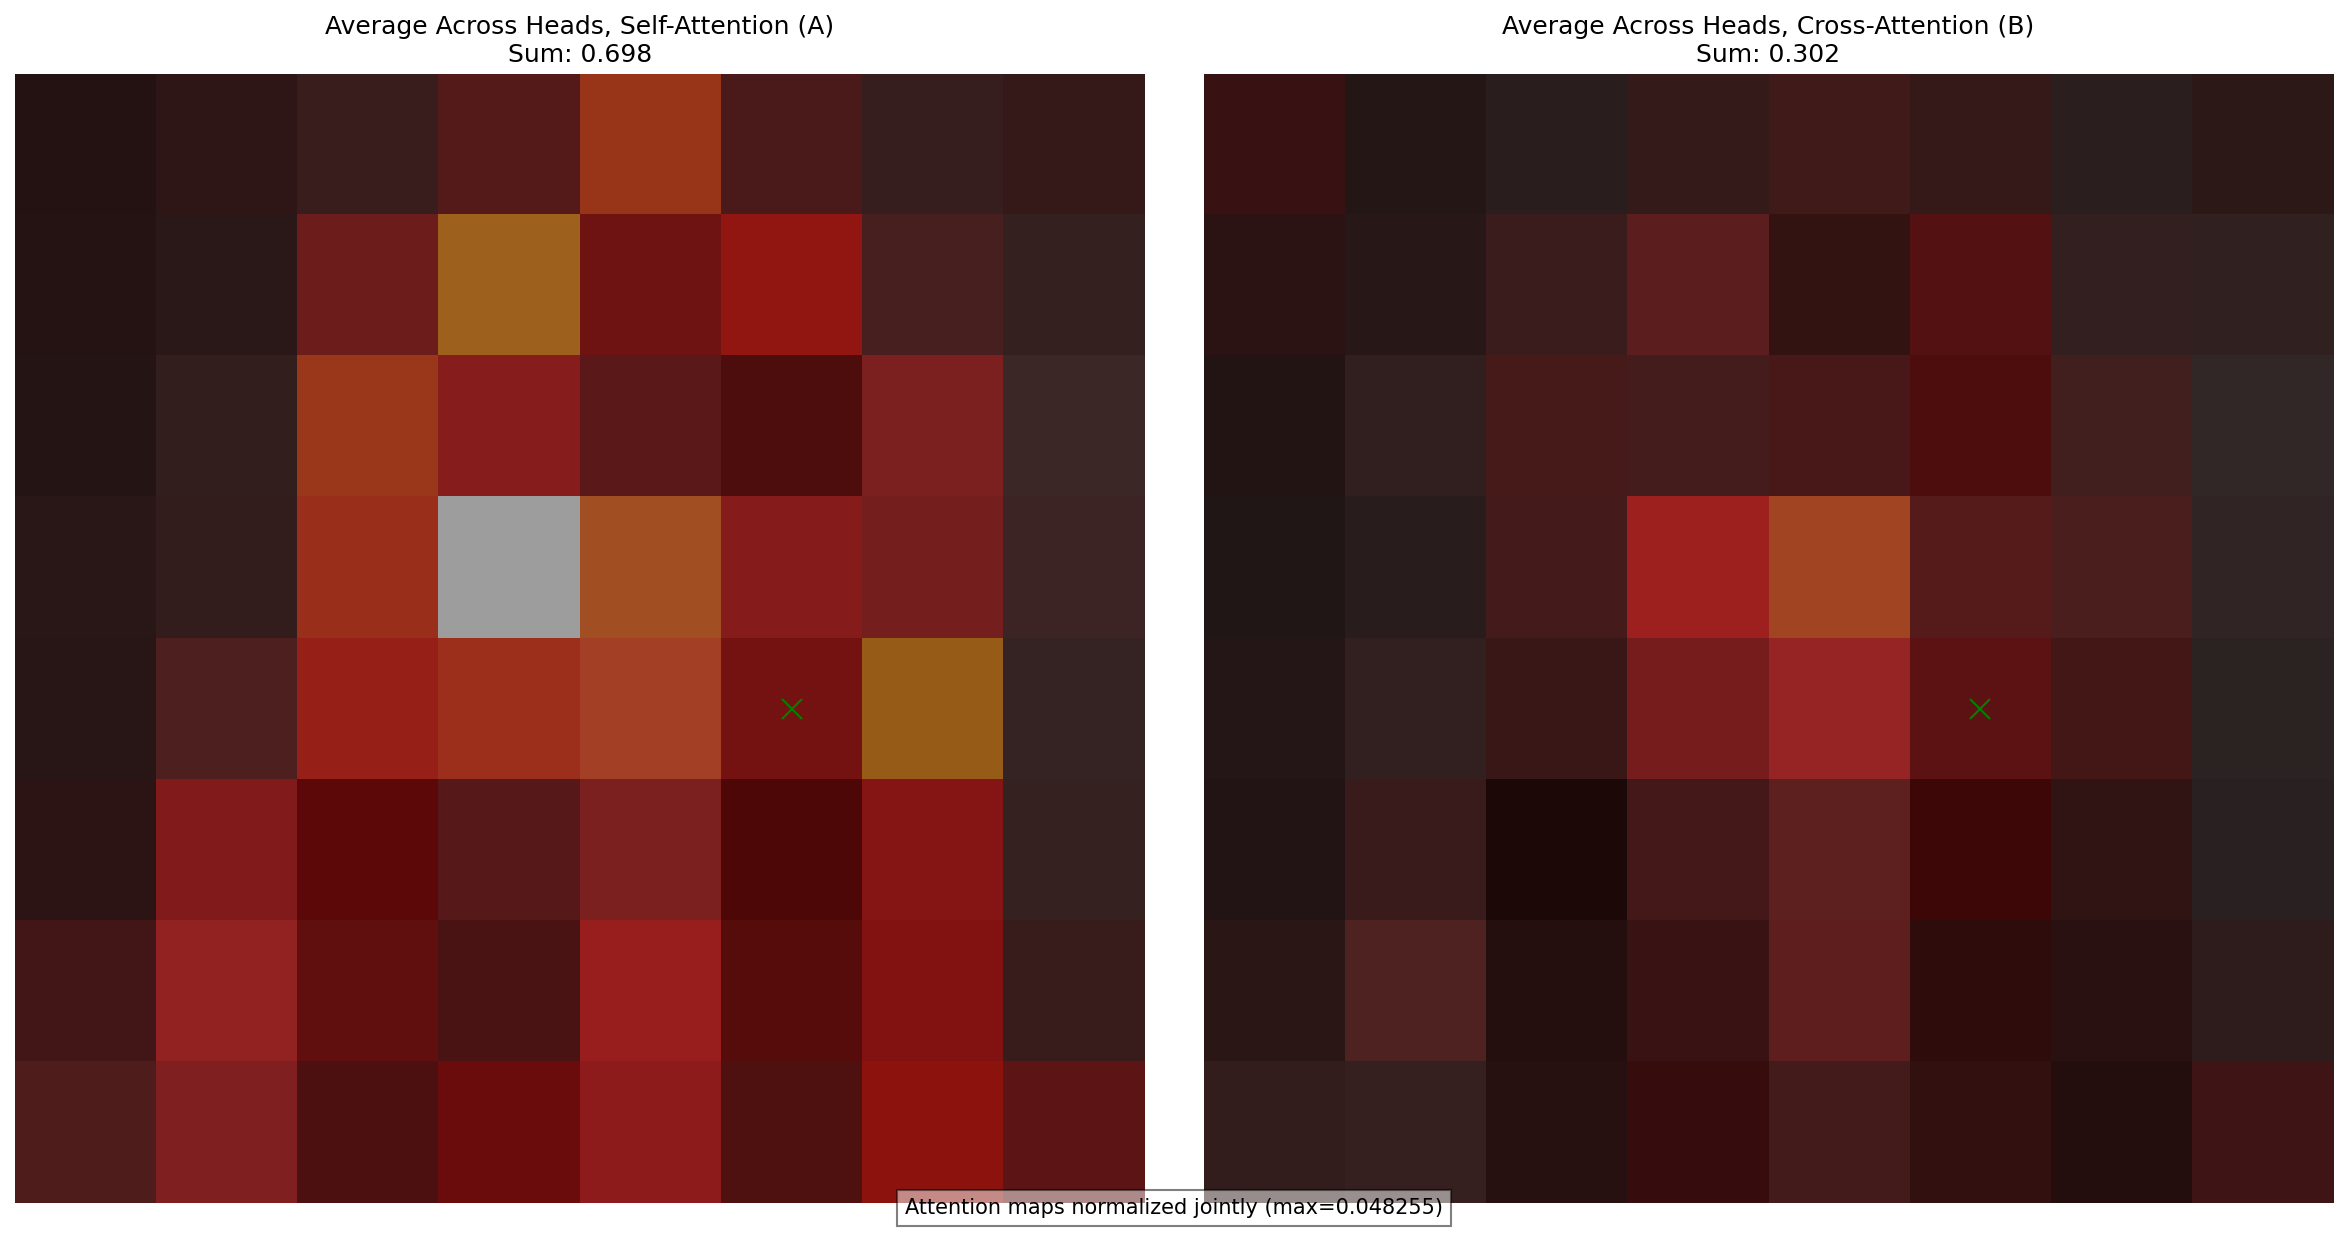 Average Across Heads, Self-Attention (A)
Sum: 0.698
Average Across Heads, Cross-Attention (B)
Sum: 0.302
Attention maps normalized jointly (max=0.048255)